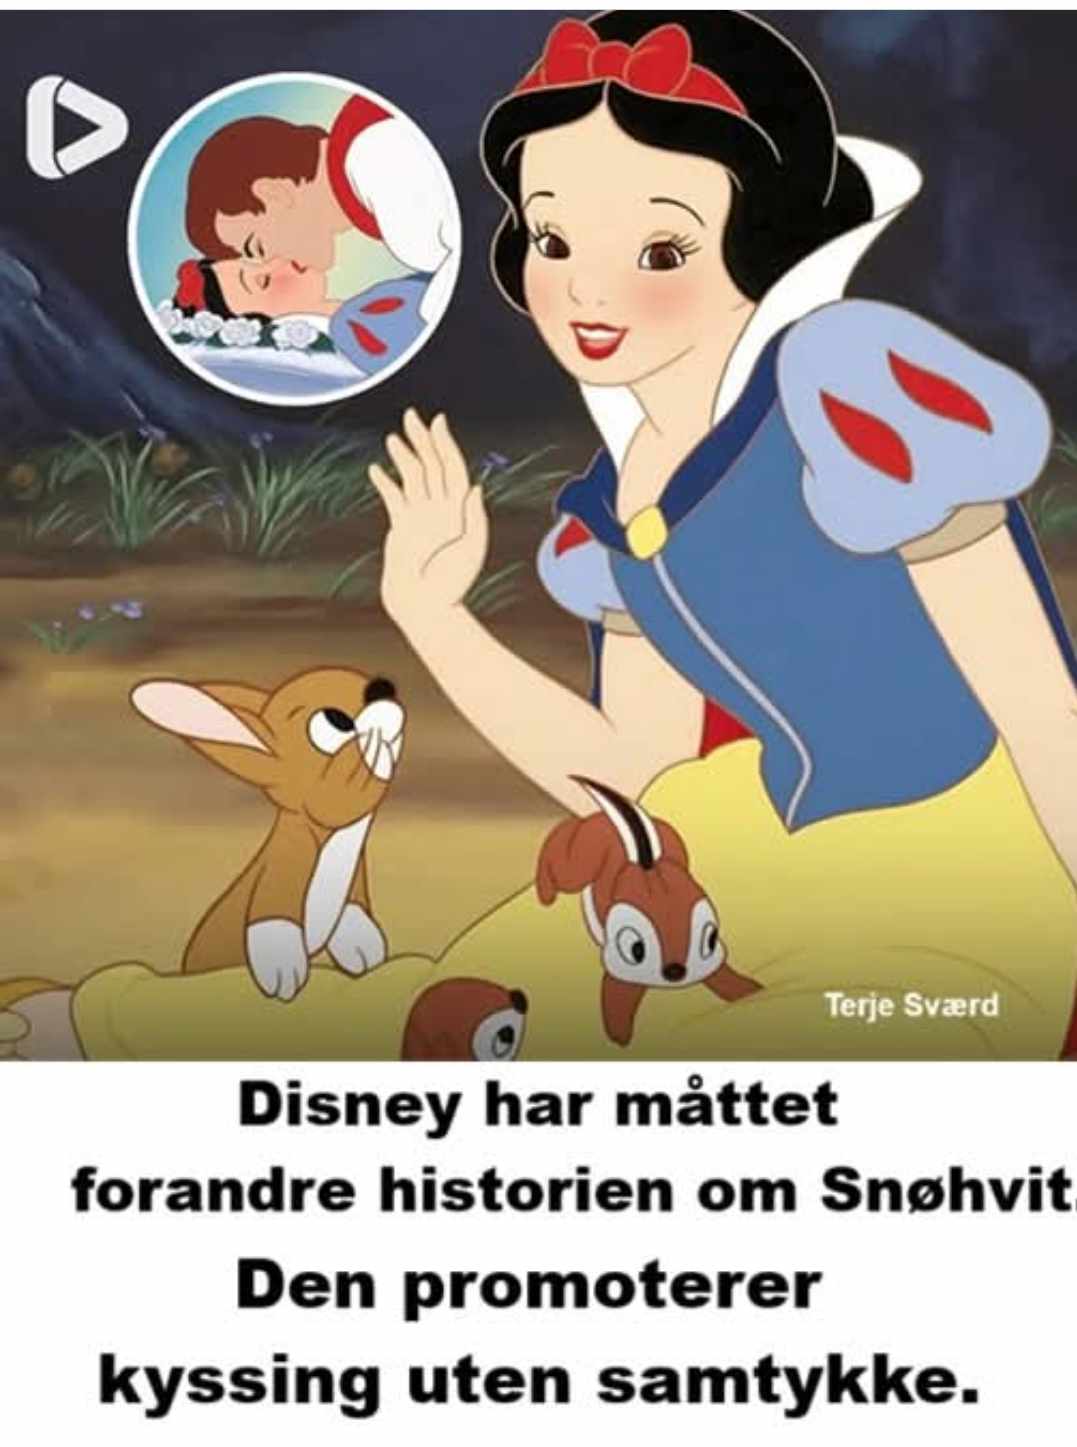 Terje Sværd
Disney har måttet
forandre historien om Snøhvit.
Den promoterer
kyssing uten samtykke.